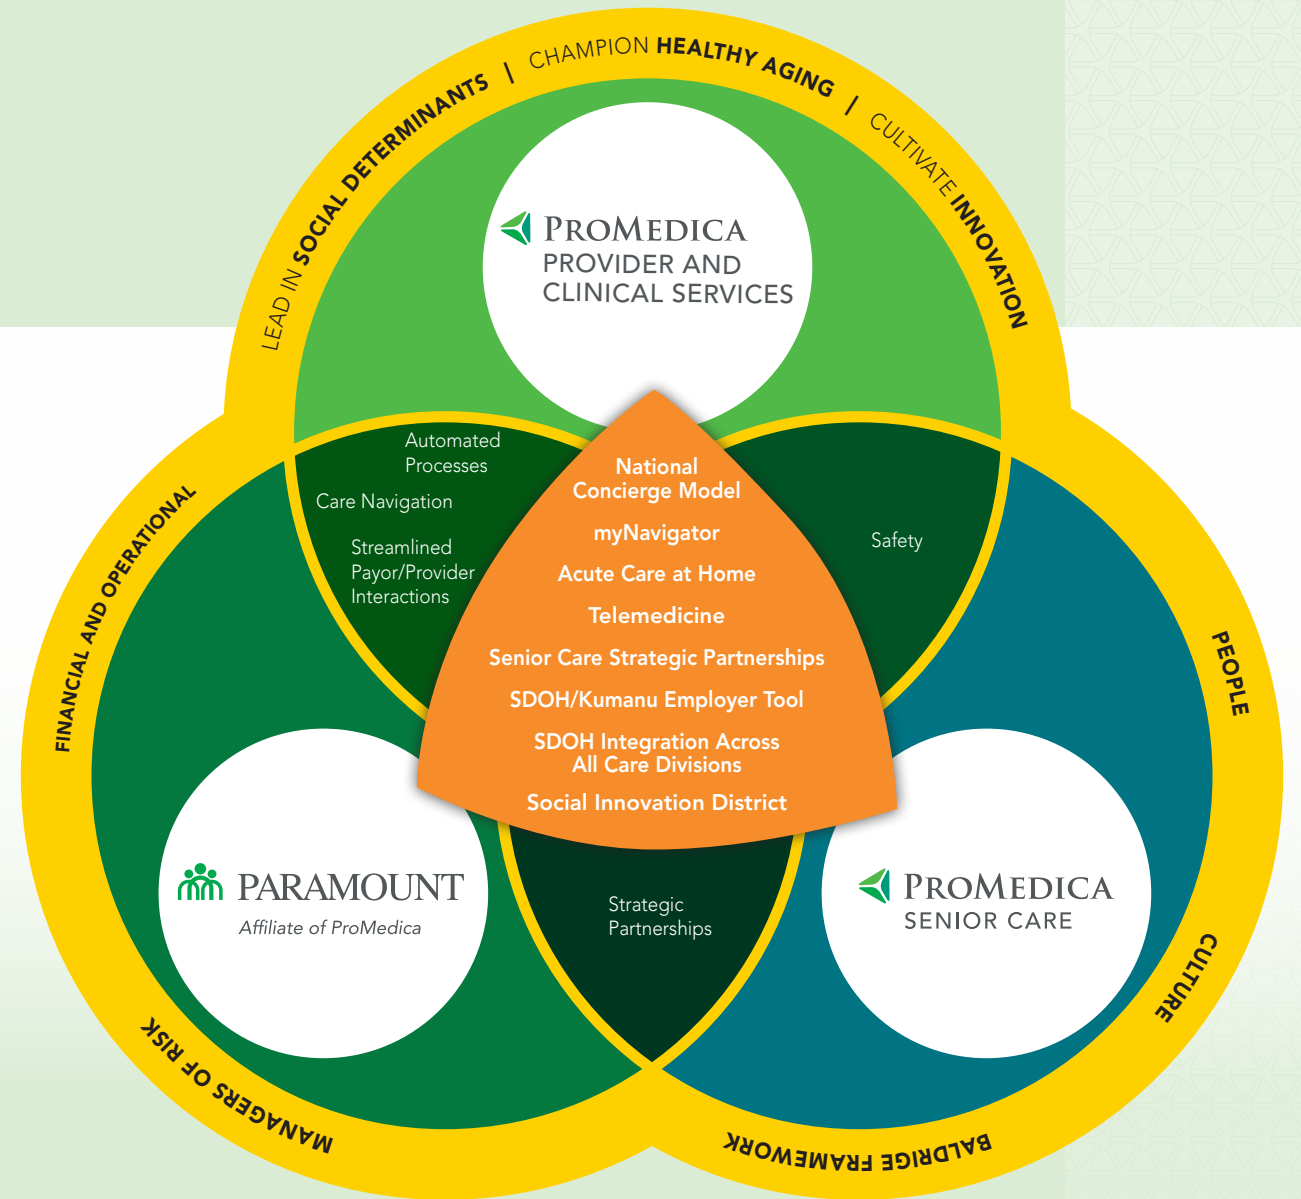 LEAD IN SOCIAL DETERMINANTS | CHAMPION HEALTHY AGING | CULTIVATE INNOVATION
PROMEDICA
PROVIDER AND
CLINICAL SERVICES
Automated
Processes
Care Navigation
Streamlined
Payor/Provider
Interactions
National
Concierge Model
myNavigator
Acute Care at Home
Telemedicine
Senior Care Strategic Partnerships
SDOH/Kumanu Employer Tool
SDOH Integration Across
All Care Divisions
Social Innovation District
Safety
FINANCIAL AND OPERATIONAL
PEOPLE
PARAMOUNT
Affiliate of ProMedica
Strategic
Partnerships
PROMEDICA
SENIOR CARE
CULTURE
MANAGERS OF RISK
BALDRIGE FRAMEWORK